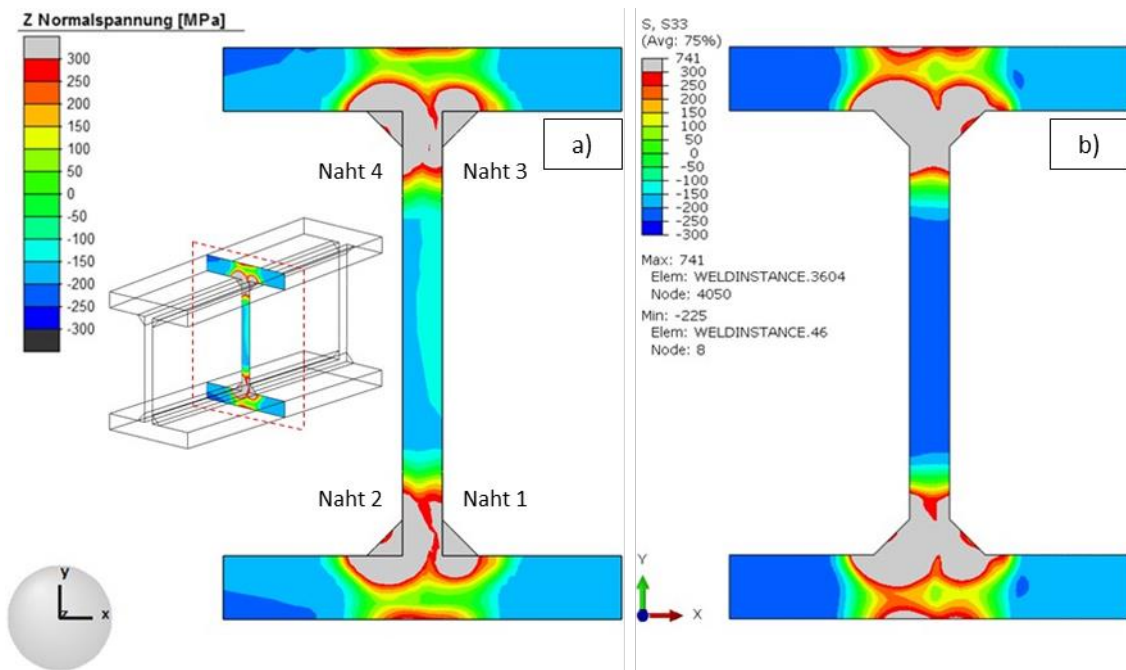 Z Normalspannung [MPa]
300
250
200
150
100
50
0
-50
-100
-150
-200
-250
-300
a)
Naht 4
Naht 3
Naht 2
Naht 1
y
z
x
S, S33
(Avg: 75%)
741
300
250
200
150
100
50
0
-50
-100
-150
-200
-250
-300
Max: 741
Elem: WELDINSTANCE.3604
Node: 4050
Min: -225
Elem: WELDINSTANCE.46
Node: 8
b)
Y
X